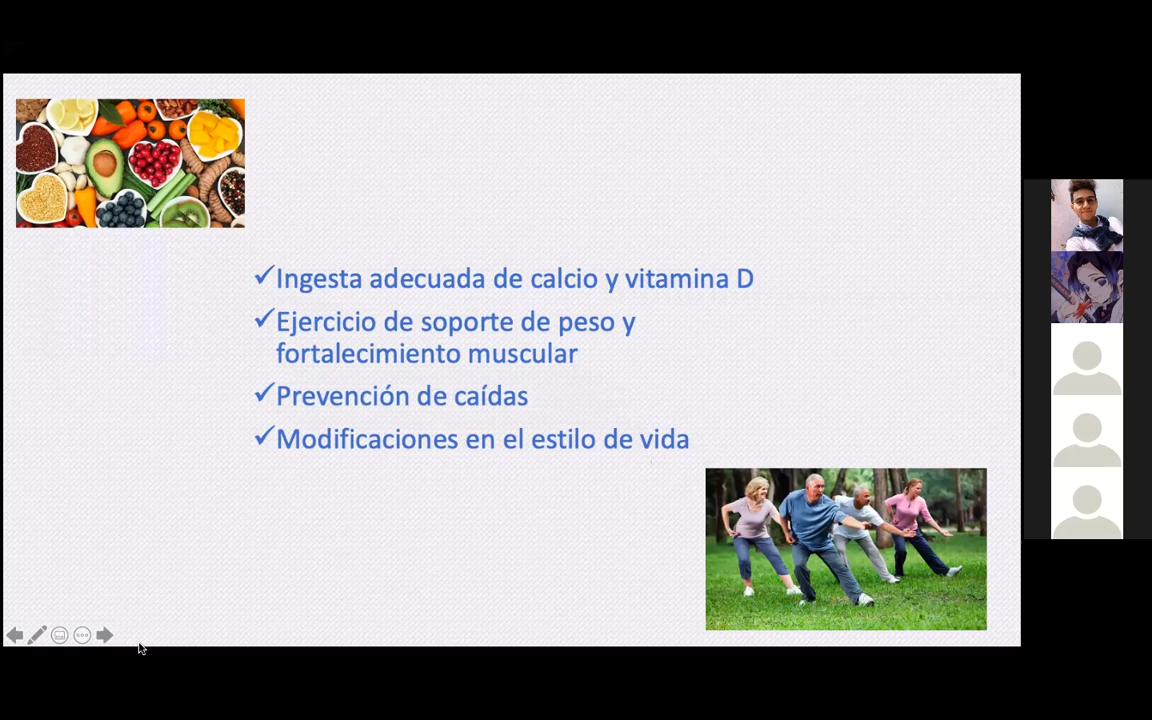 ✓Ingesta adecuada de calcio y vitamina D
✓Ejercicio de soporte de peso y
fortalecimiento muscular
✓Prevención de caídas
✓Modificaciones en el estilo de vida